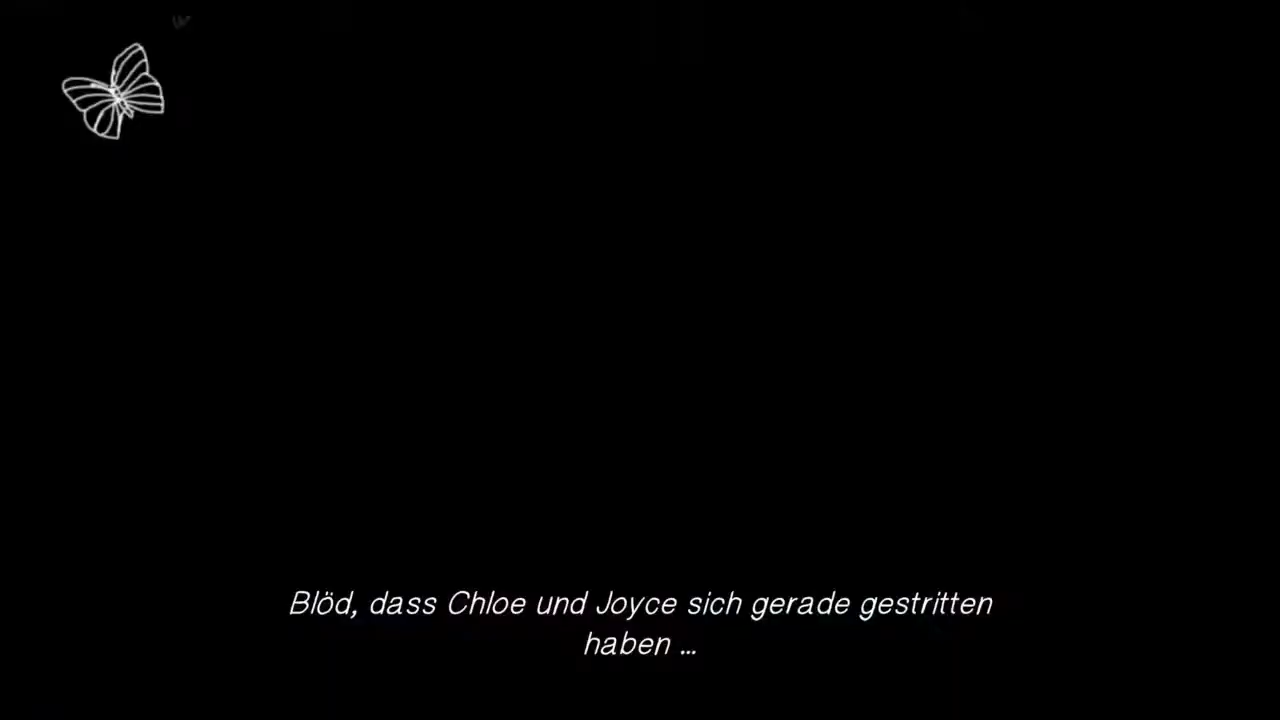 Blöd, dass Chloe und Joyce sich gerade gestritten
haben ...